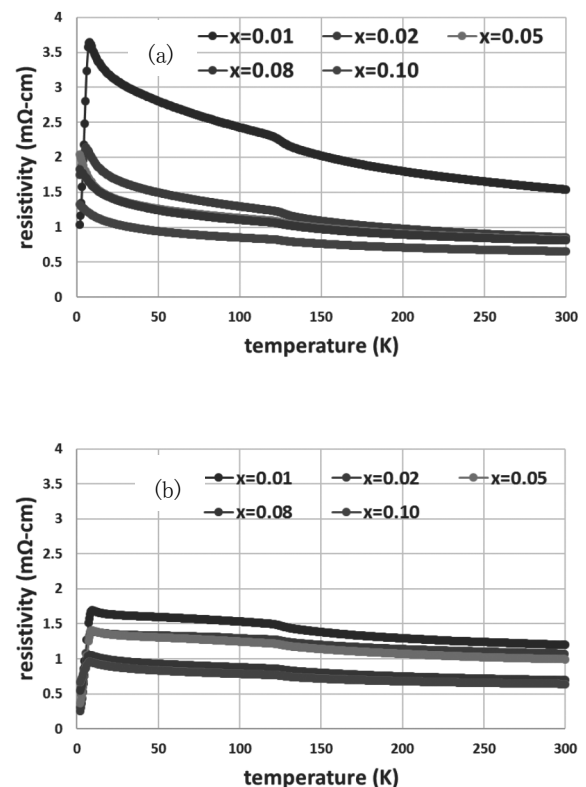 (a)
x=0.01 x=0.02 x=0.05
x=0.08 x=0.10
resistivity (mΩ-cm)
4
3.5
3
2.5
2
1.5
1
0.5
0
0 50 100 150 200 250 300
temperature (K)
(b)
x=0.01 x=0.02 x=0.05
x=0.08 x=0.10
resistivity (mΩ-cm)
4
3.5
3
2.5
2
1.5
1
0.5
0
0 50 100 150 200 250 300
temperature (K)